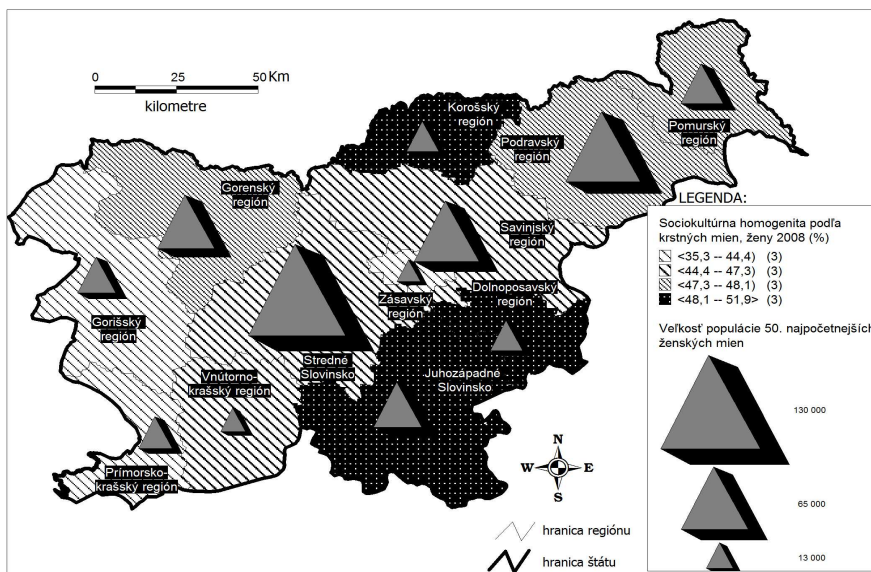 0 25 50 Km
kilometre
Korošský
región
Podravský
región
Pomurský
región
Gorenský
región
Savinjský
región
Zásavský
región
Dolnoposavský
región
Goríšský
región
Stredné
Slovinsko
Juhozápadné
Slovinsko
Vnútorno-
krašský región
Prímorsko-
krašský región
N
W E
S
hranica regiónu
hranica štátu
LEGENDA:
Sociokultúrna homogenita podľa
krstných mien, ženy 2008 (%)
<35,3 -- 44,4) (3)
<44,4 -- 47,3) (3)
<47,3 -- 48,1) (3)
<48,1 -- 51,9> (3)
Veľkosť populácie 50. najpočetnejších
ženských mien
130 000
65 000
13 000